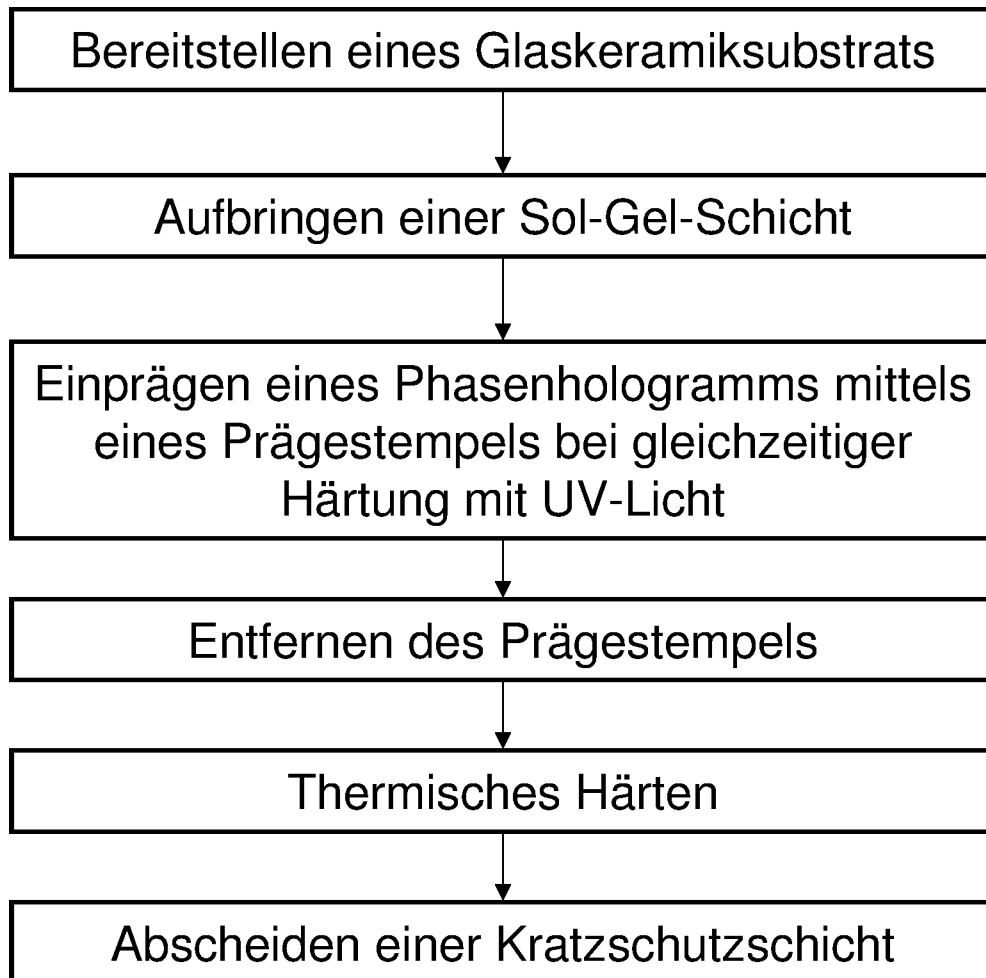 Bereitstellen eines Glaskeramiksubstrats
Aufbringen einer Sol-Gel-Schicht
Einprägen eines Phasenhologramms mittels
eines Prägestempels bei gleichzeitiger
Härtung mit UV-Licht
Entfernen des Prägestempels
Thermisches Härten
Abscheiden einer Kratzschutzschicht